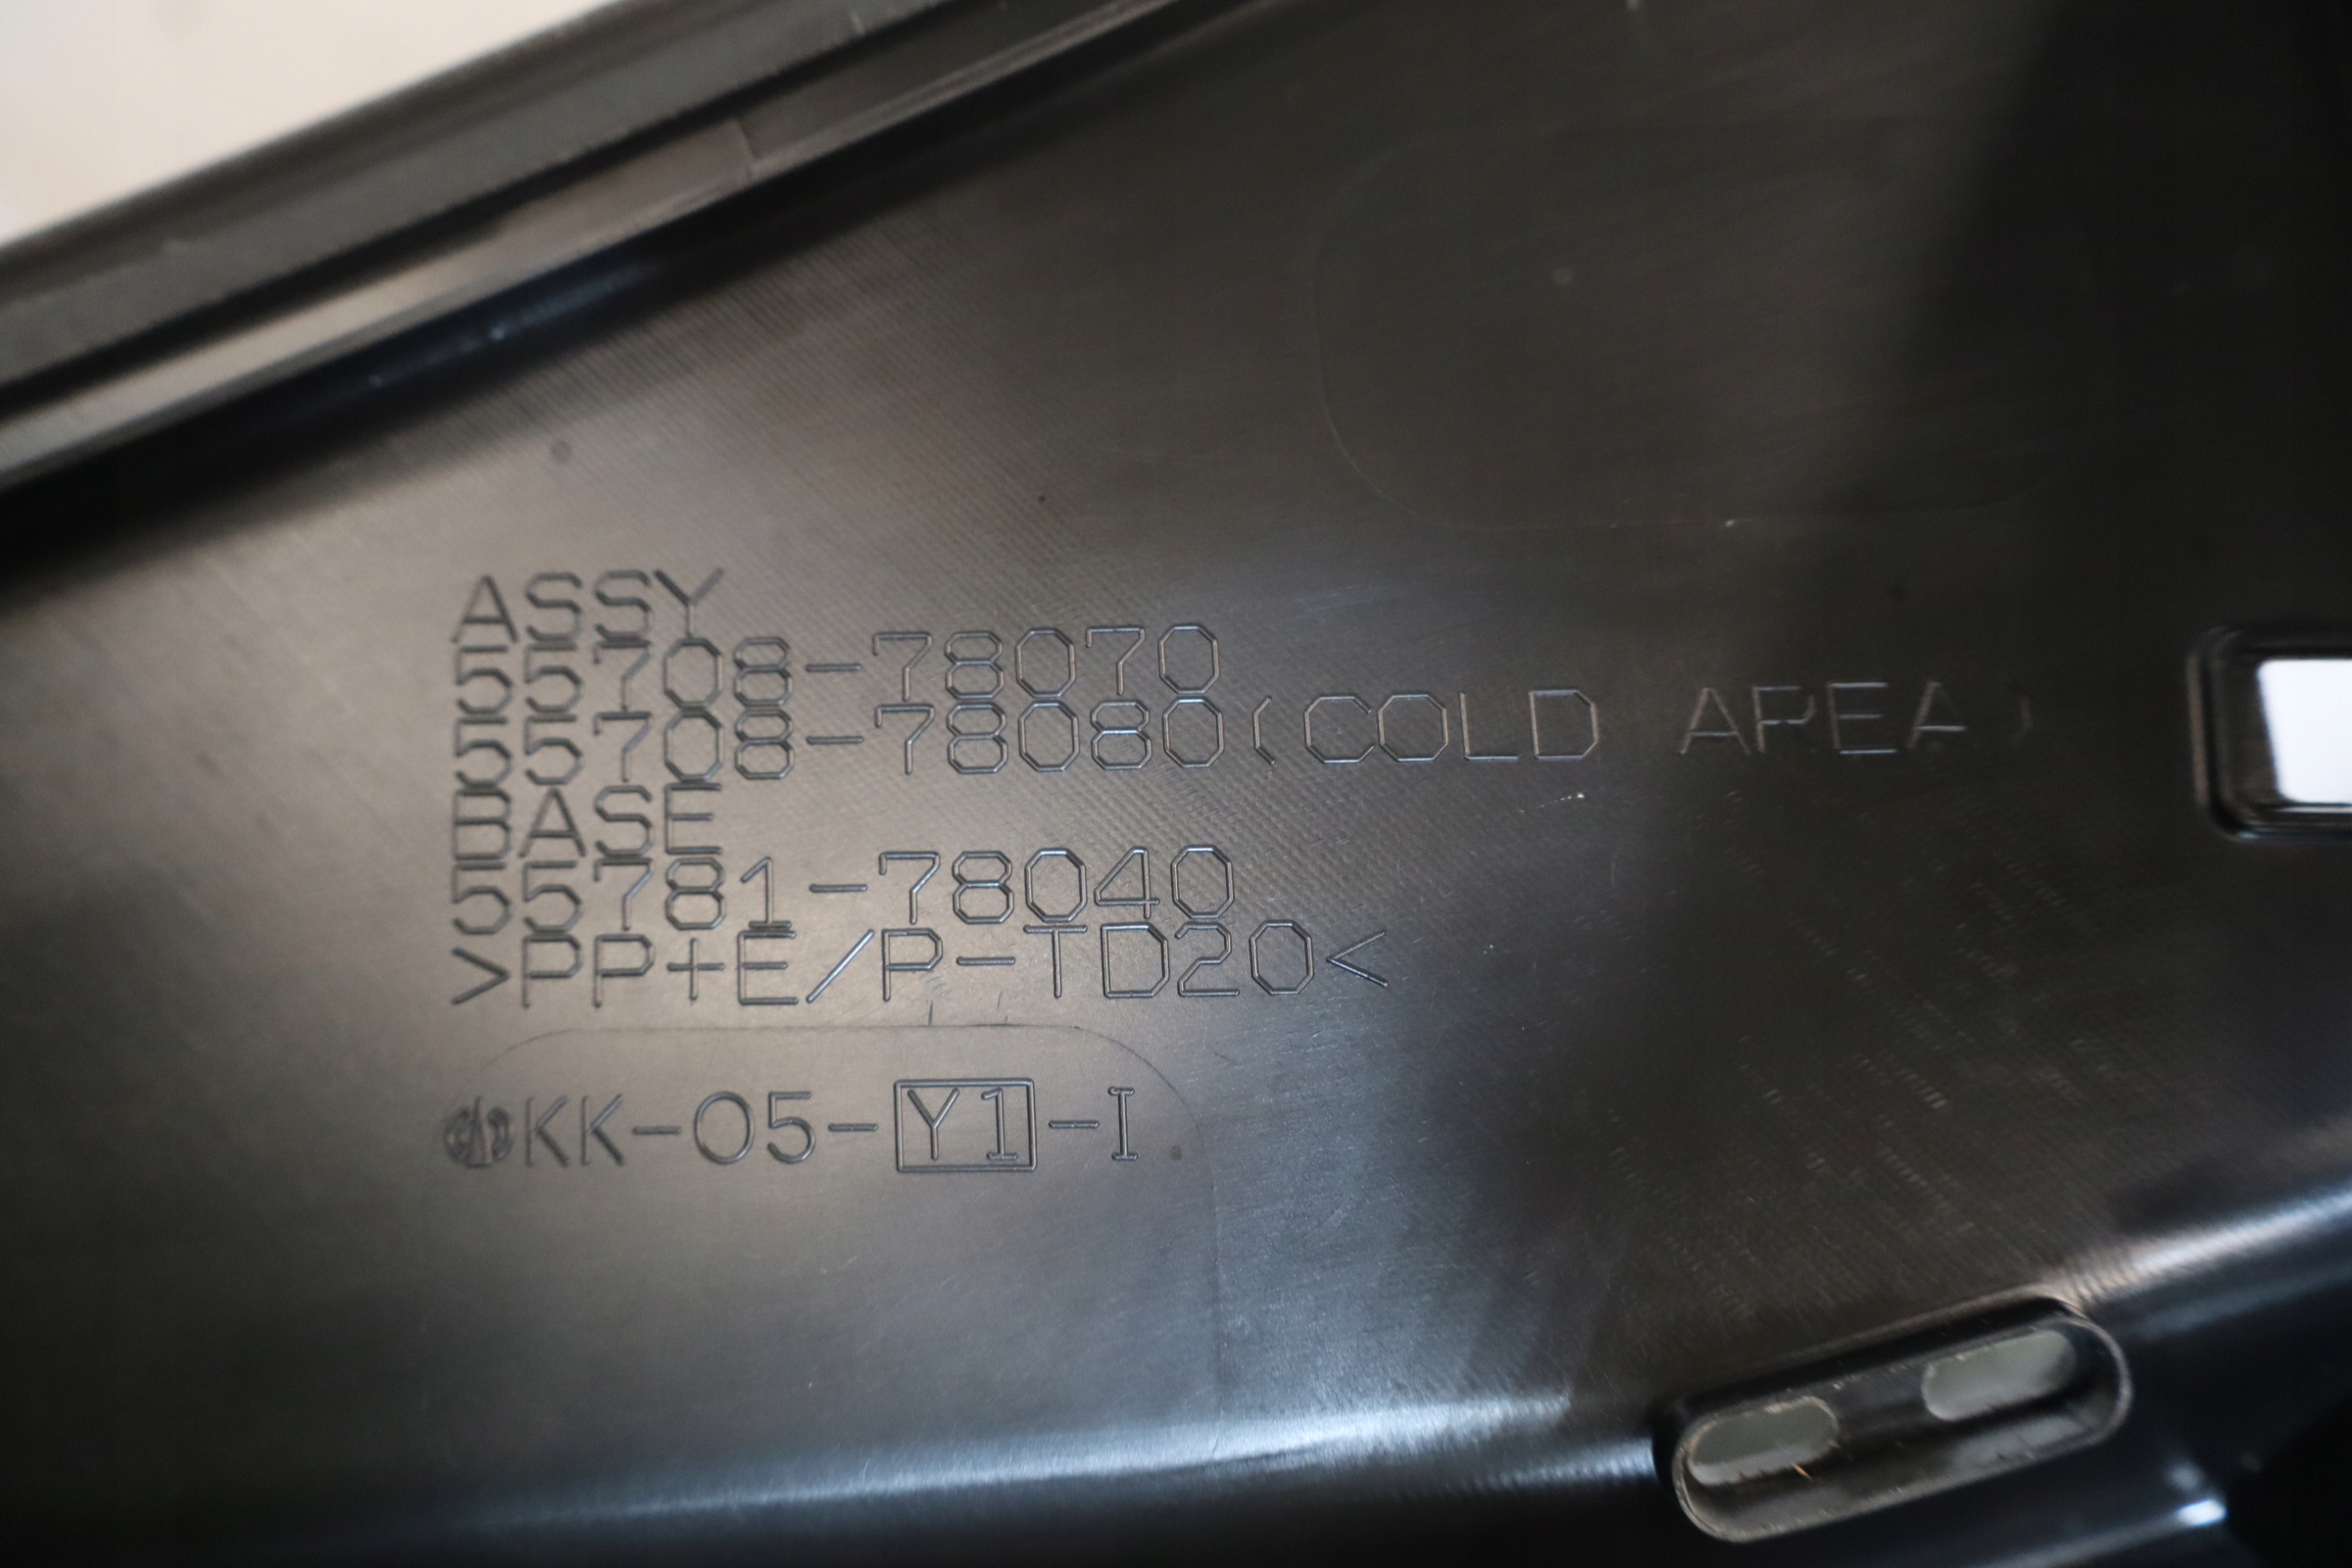 ASSY
55708-78070
55708-78080(COLD AREA)
BASE
55781-78040
>PP+E/P-TD20<
KK-05-Y1-I